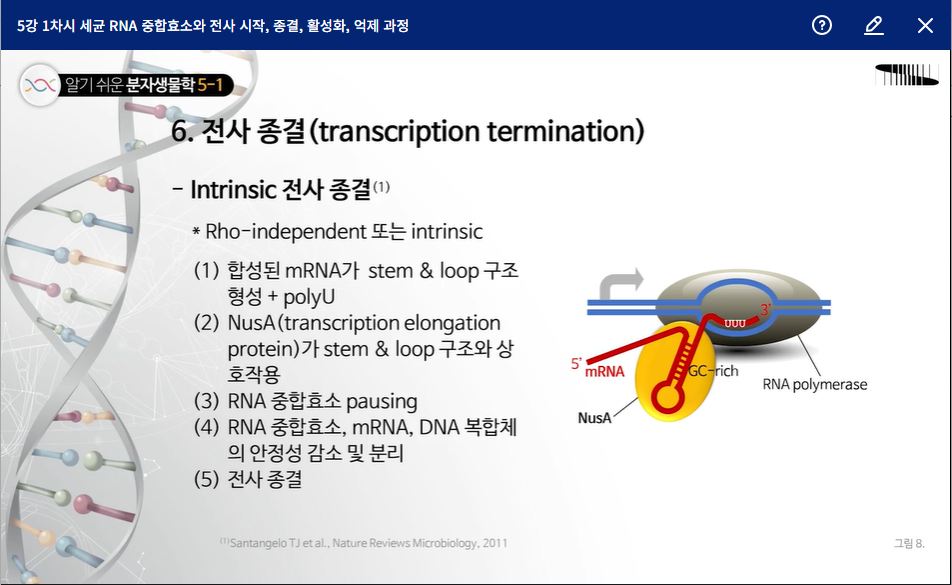 5강 1차시 세균 RNA 중합효소와 전사 시작, 종결, 활성화, 억제 과정
알기 쉬운 분자생물학 5-1
6. 전사 종결(transcription termination)
- Intrinsic 전사 종결(1)
* Rho-independent 또는 intrinsic
(1) 합성된 mRNA가 stem & loop 구조
형성 + polyU
(2) NusA(transcription elongation
protein)가 stem & loop 구조와 상
호작용
(3) RNA 중합효소 pausing
(4) RNA 중합효소, mRNA, DNA 복합체
의 안정성 감소 및 분리
(5) 전사 종결
3'
UUU
5'
mRNA
GC-rich
RNA polymerase
NusA
(1)Santangelo TJ et al., Nature Reviews Microbiology, 2011
그림 8.